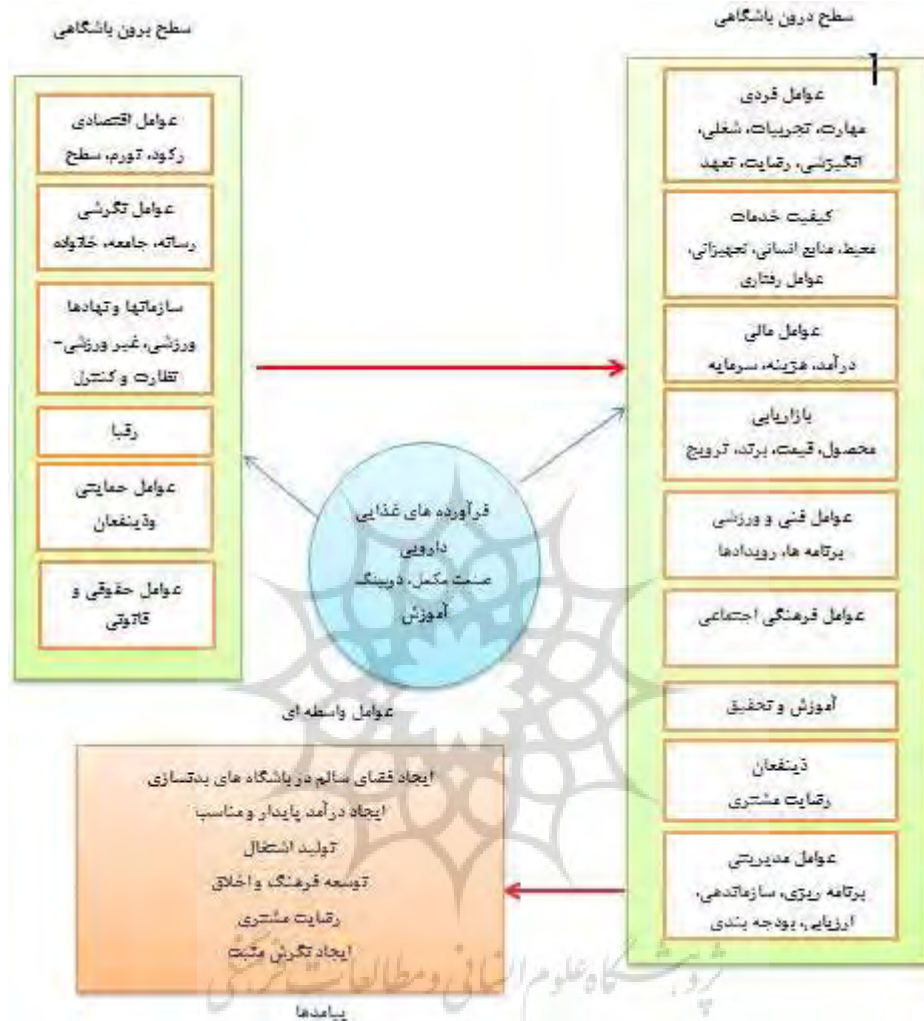 سطح درون باشگاهی
عوامل فردی
مهارت، تجربیات، شغلی،
انگیزشی، رضایت، تعهد
کیفیت خدمات
محیط، منابع انسانی، تجهیزاتی،
عوامل رفتاری
عوامل مالی
درآمد، هزینه، سرمایه
بازاریابی
محصول، قیمت، برند، ترویج
عوامل فنی و ورزشی
برنامه ها، رویدادها
عوامل فرهنگی اجتماعی
آموزش و تحقیق
ذینفعان
رضایت مشتری
عوامل مدیریتی
برنامه ریزی، سازماندهی،
ارزیابی، بودجه بندی
سطح برون باشگاهی
عوامل اقتصادی
رکود، تورم، سطح
عوامل نگرشی
رسانه، جامعه، خانواده
سازمانها و نهادها
ورزشی، غیر ورزشی-
نظارت و کنترل
رقبا
عوامل حمایتی
وذینفعان
عوامل حقوقی و
قانونی
فرآورده های غذایی
دارویی
صنعت مکمل، دوپینگ
آموزش
عوامل واسطه ای
ایجاد فضای سالم در باشگاه های بدنسازی
ایجاد درآمد پایدار و مناسب
تولید اشتغال
توسعه فرهنگ و اخلاق
رضایت مشتری
ایجاد نگرش مثبت
پیامدها
پژوهشگاه علوم انسانی و مطالعات فرهنگی